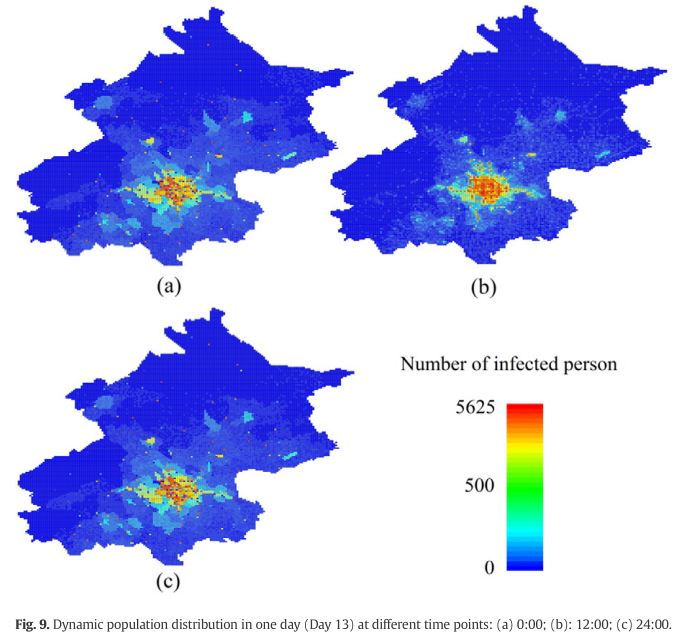 (a)
(b)
(c)
Number of infected person
5625
500
0
Fig. 9. Dynamic population distribution in one day (Day 13) at different time points: (a) 0:00; (b): 12:00; (c) 24:00.